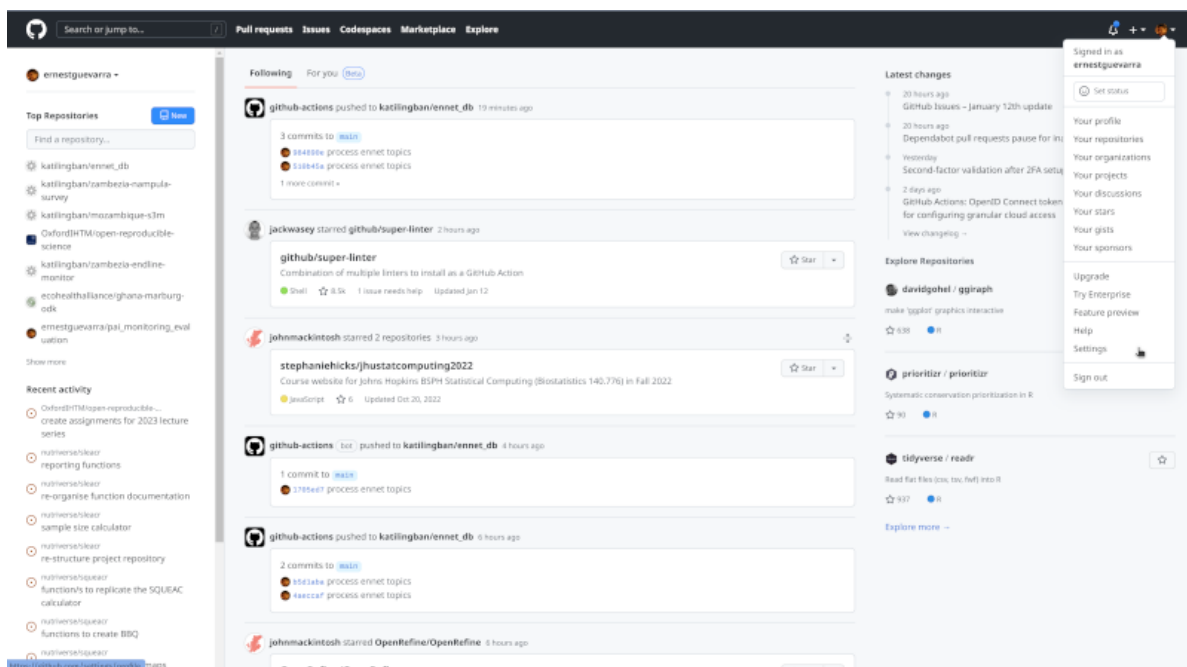 Search or jump to... /
Pull requests Issues Codespaces Marketplace Explore
ernestguevarra
Top Repositories New
Find a repository...
katilingban/ennet_db
katilingban/zambezia-nampula-
survey
katilingban/mozambique-s3m
OxfordIHTM/open-reproducible-
science
katilingban/zambezia-endline-
monitor
ecohealthalliance/ghana-marburg-
odk
ernestguevarra/pai_monitoring_eval
uation
Show more
Recent activity
OxfordIHTM/open-reproducible-...
create assignments for 2023 lecture
series
nutriverse/sleacr
reporting functions
nutriverse/sleacr
re-organise function documentation
nutriverse/sleacr
sample size calculator
nutriverse/sleacr
re-structure project repository
nutriverse/squeacr
function/s to replicate the SQUEAC
calculator
nutriverse/squeacr
functions to create BBQ
maps
Following For you Beta
github-actions pushed to katilingban/ennet_db 19 minutes ago
3 commits to main
process ennet topics
process ennet topics
1 more commit »
jackwasey starred github/super-linter 2 hours ago
github/super-linter
Star
Combination of multiple linters to install as a GitHub Action
Shell 8.5k 1 issue needs help Updated Jan 12
johnmackintosh starred 2 repositories 3 hours ago
stephaniehicks/jhustatcomputing2022
Star
Course website for Johns Hopkins BSPH Statistical Computing (Biostatistics 140.776) in Fall 2022
JavaScript 6 Updated Oct 20, 2022
github-actions bot pushed to katilingban/ennet_db 4 hours ago
1 commit to main
process ennet topics
github-actions pushed to katilingban/ennet_db 6 hours ago
2 commits to main
process ennet topics
process ennet topics
johnmackintosh starred OpenRefine/OpenRefine 6 hours ago
Latest changes
20 hours ago
GitHub Issues – January 12th update
20 hours ago
Dependabot pull requests pause for ina
Yesterday
Second-factor validation after 2FA setup
2 days ago
GitHub Actions: OpenID Connect token
for configuring granular cloud access
View changelog →
Explore Repositories
davidgohel / ggiraph
make 'ggplot' graphics interactive
638 R
prioritizr / prioritizr
Systematic conservation prioritization in R
90 R
tidyverse / readr
Read flat files (csv, tsv, fwf) into R
937 R
Explore more →
Signed in as
ernestguevarra
Set status
Your profile
Your repositories
Your organizations
Your projects
Your discussions
Your stars
Your gists
Your sponsors
Upgrade
Try Enterprise
Feature preview
Help
Settings
Sign out